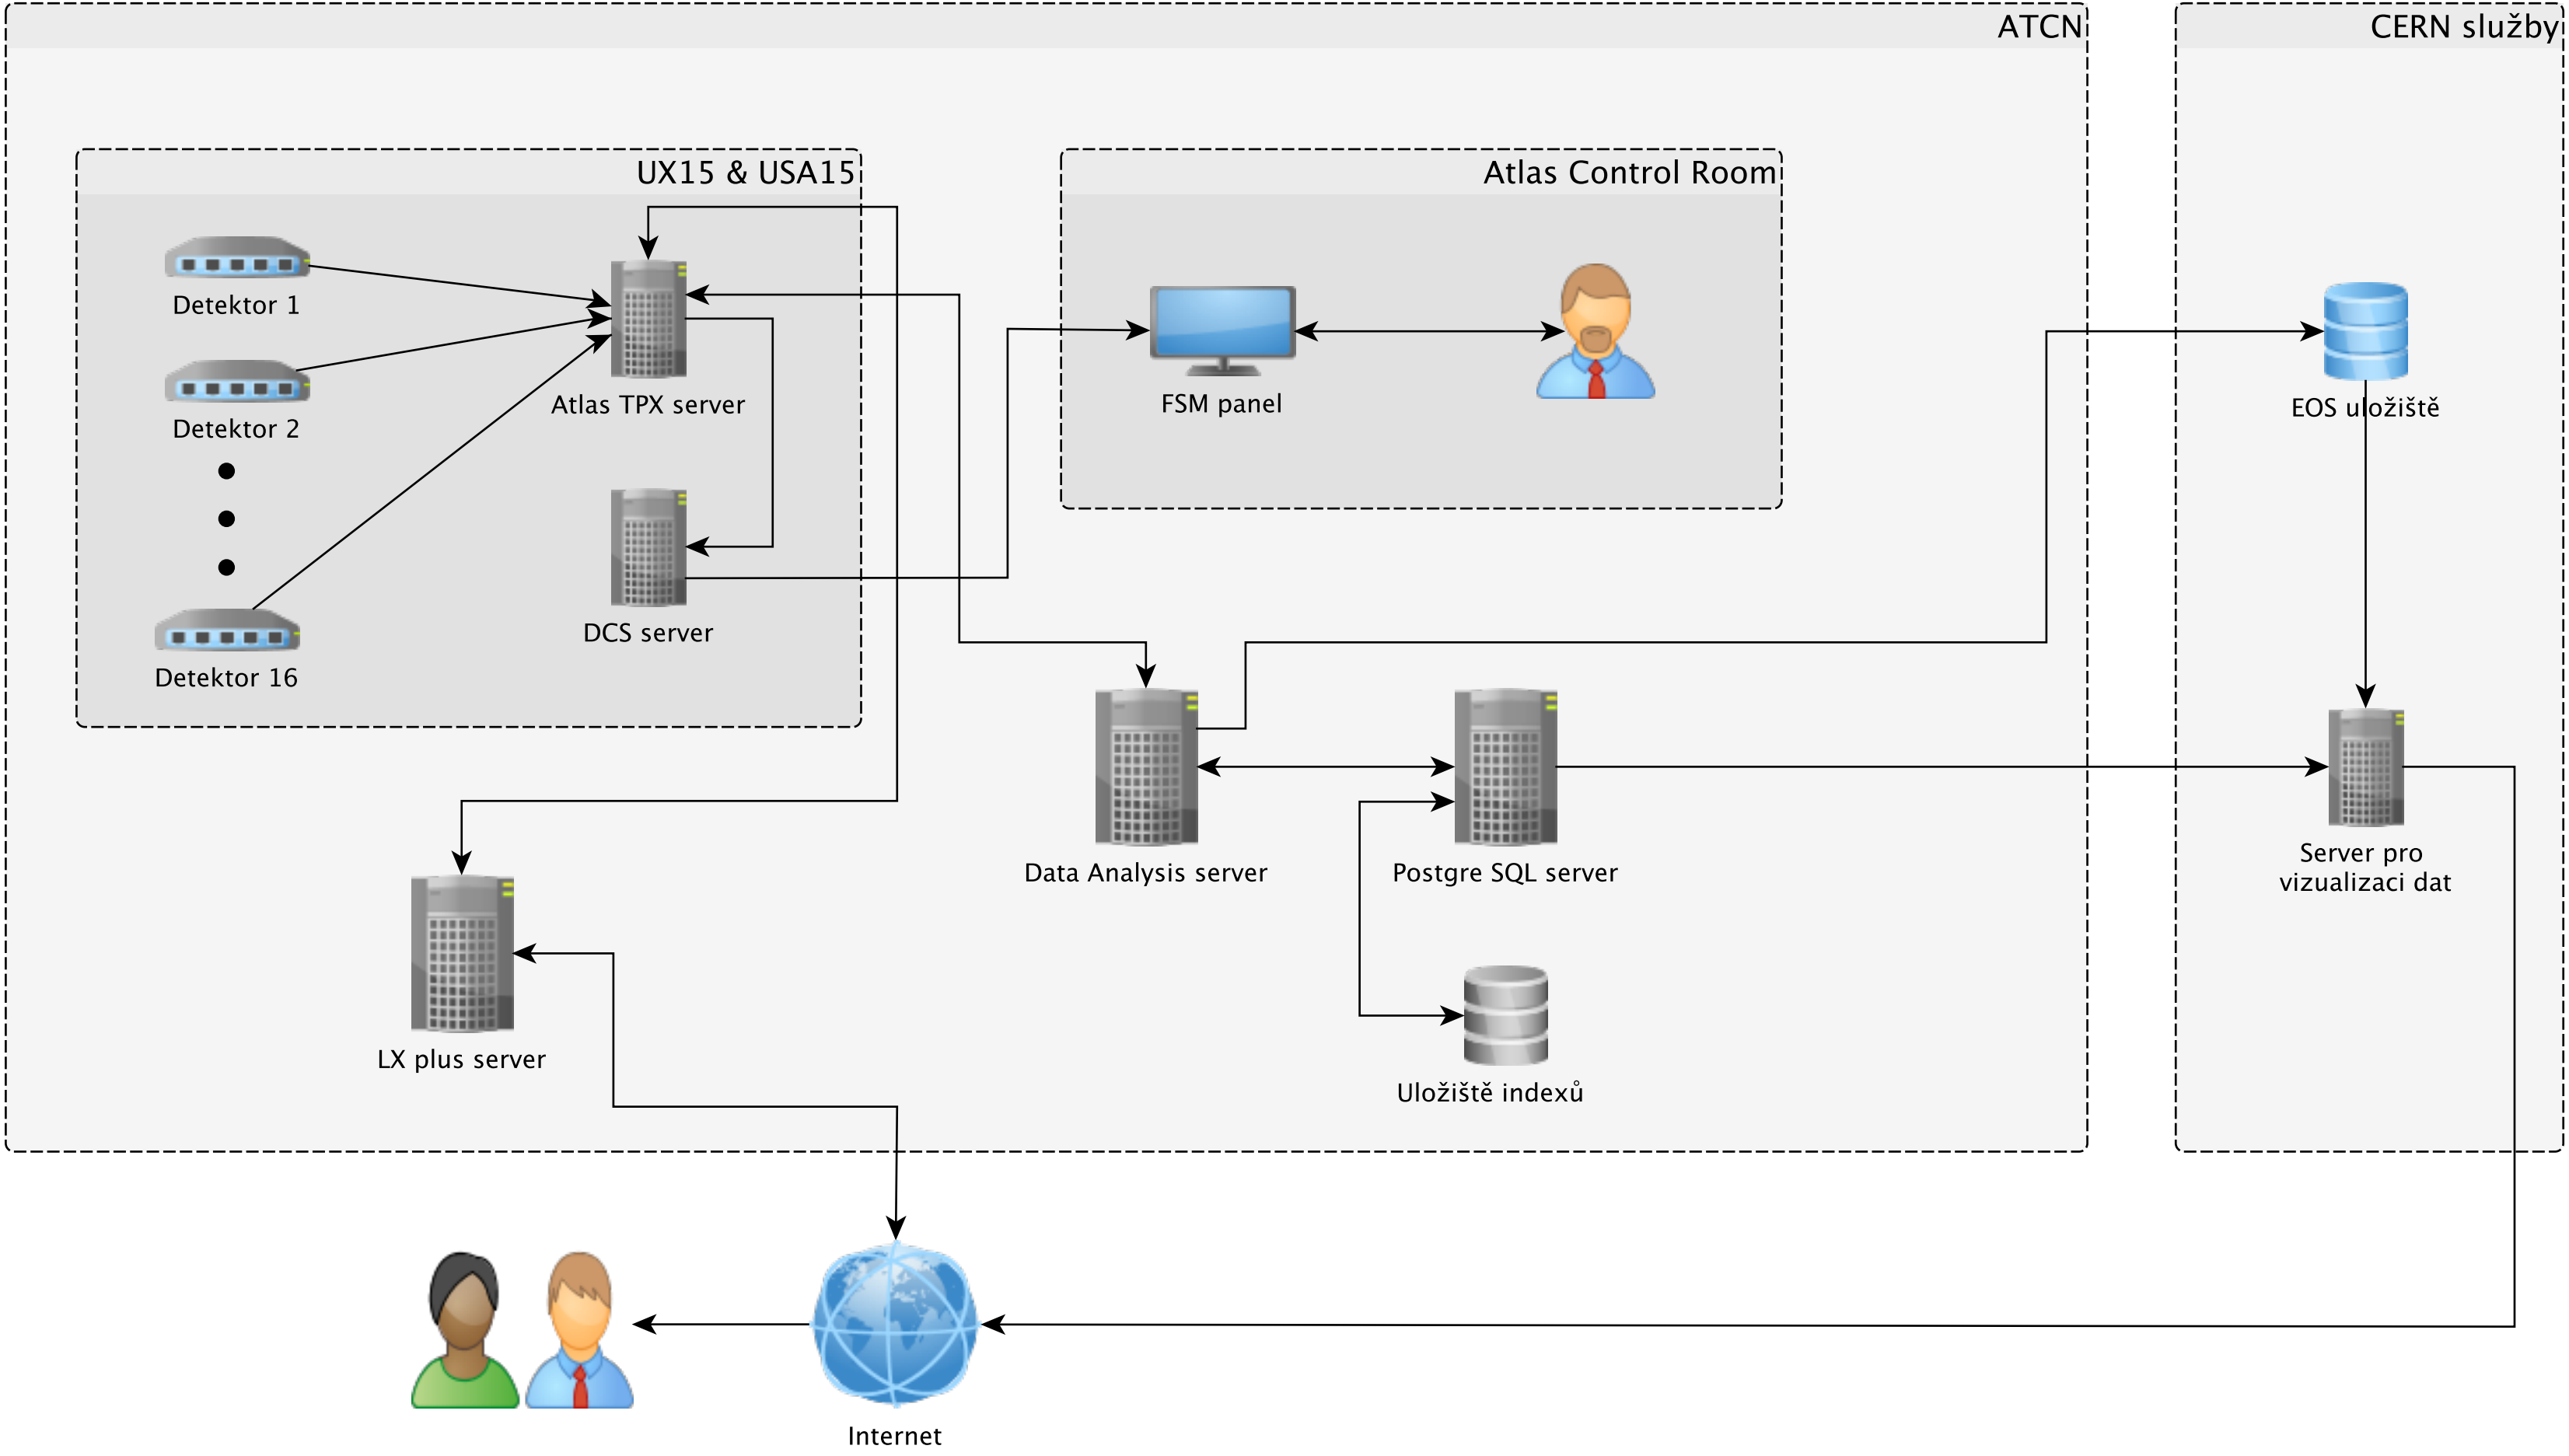 ATCN
CERN služby
UX15 & USA15
Atlas Control Room
Detektor 1
Atlas TPX server
FSM panel
EOS uložiště
Detektor 2
DCS server
Detektor 16
Data Analysis server
Postgre SQL server
Server pro
vizualizaci dat
LX plus server
Uložiště indexů
Internet